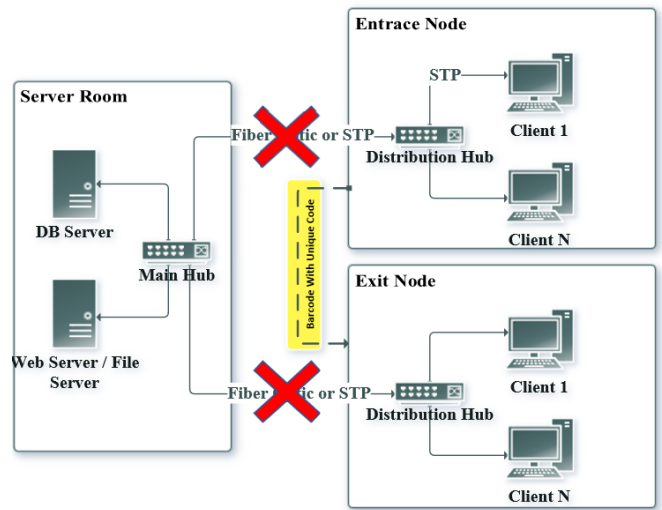 Server Room
DB Server
Main Hub
Web Server / File
Server
Fiber or STP
Barcode With Unique Code
Fiber or STP
Entrace Node
STP
Distribution Hub
Client 1
Client N
Exit Node
Distribution Hub
Client 1
Client N